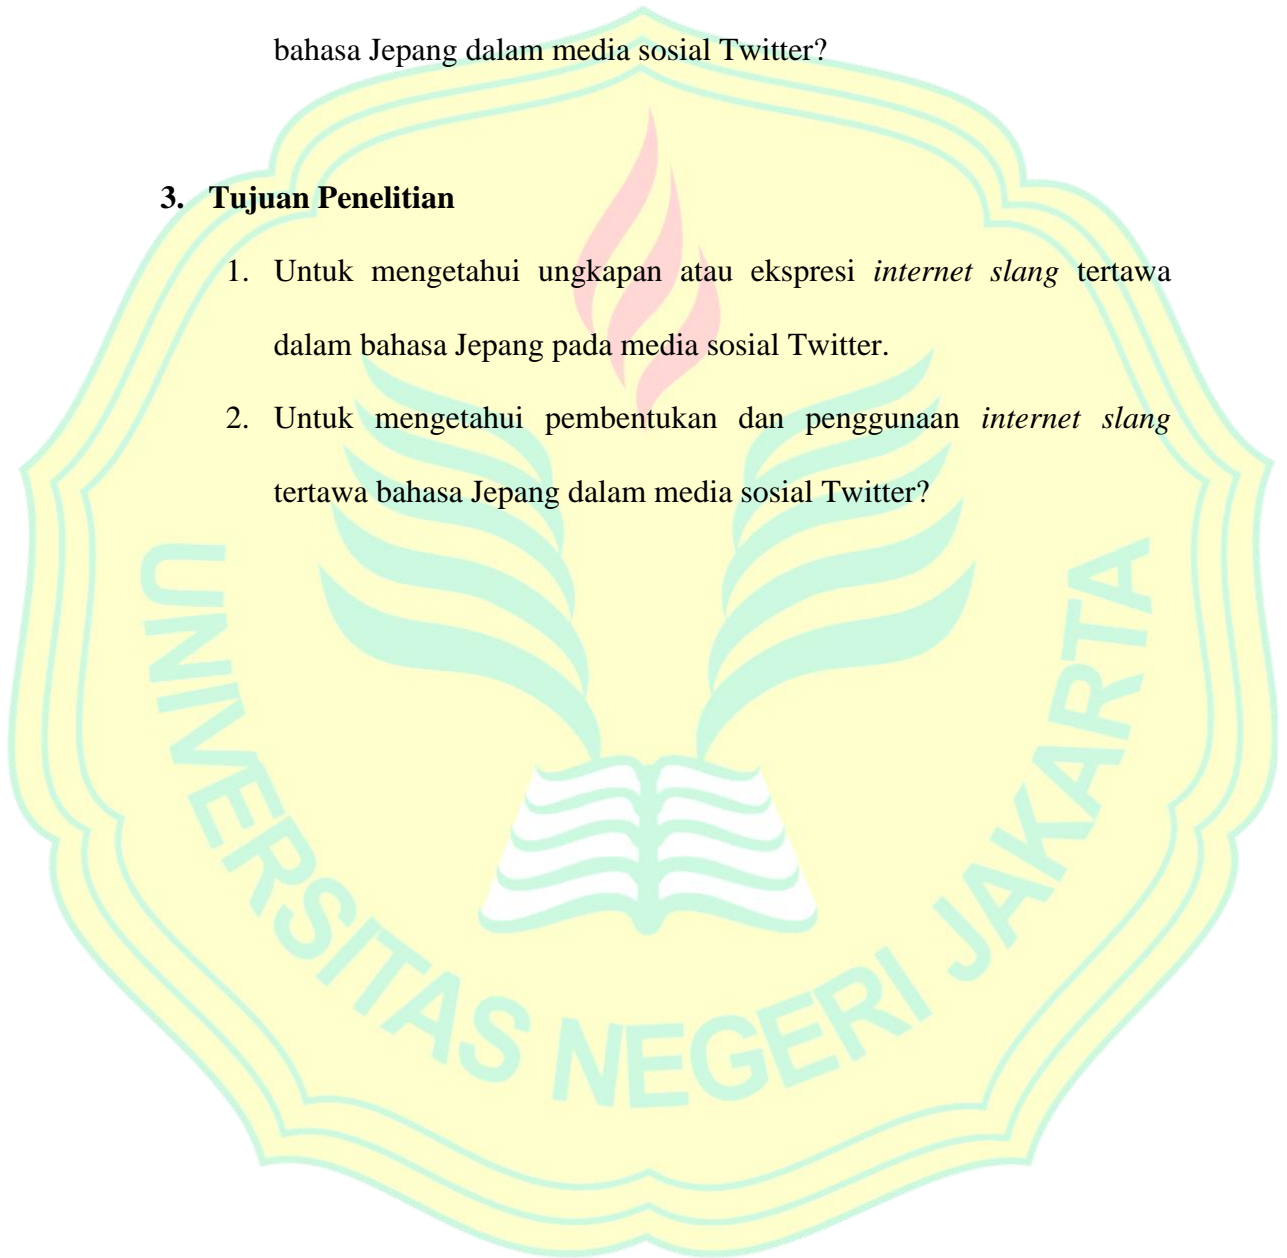 bahasa Jepang dalam media sosial Twitter?
3. Tujuan Penelitian
1. Untuk mengetahui ungkapan atau ekspresi internet slang tertawa
dalam bahasa Jepang pada media sosial Twitter.
2. Untuk mengetahui pembentukan dan penggunaan internet slang
tertawa bahasa Jepang dalam media sosial Twitter?
UNIVERSITAS NEGERI JAKARTA